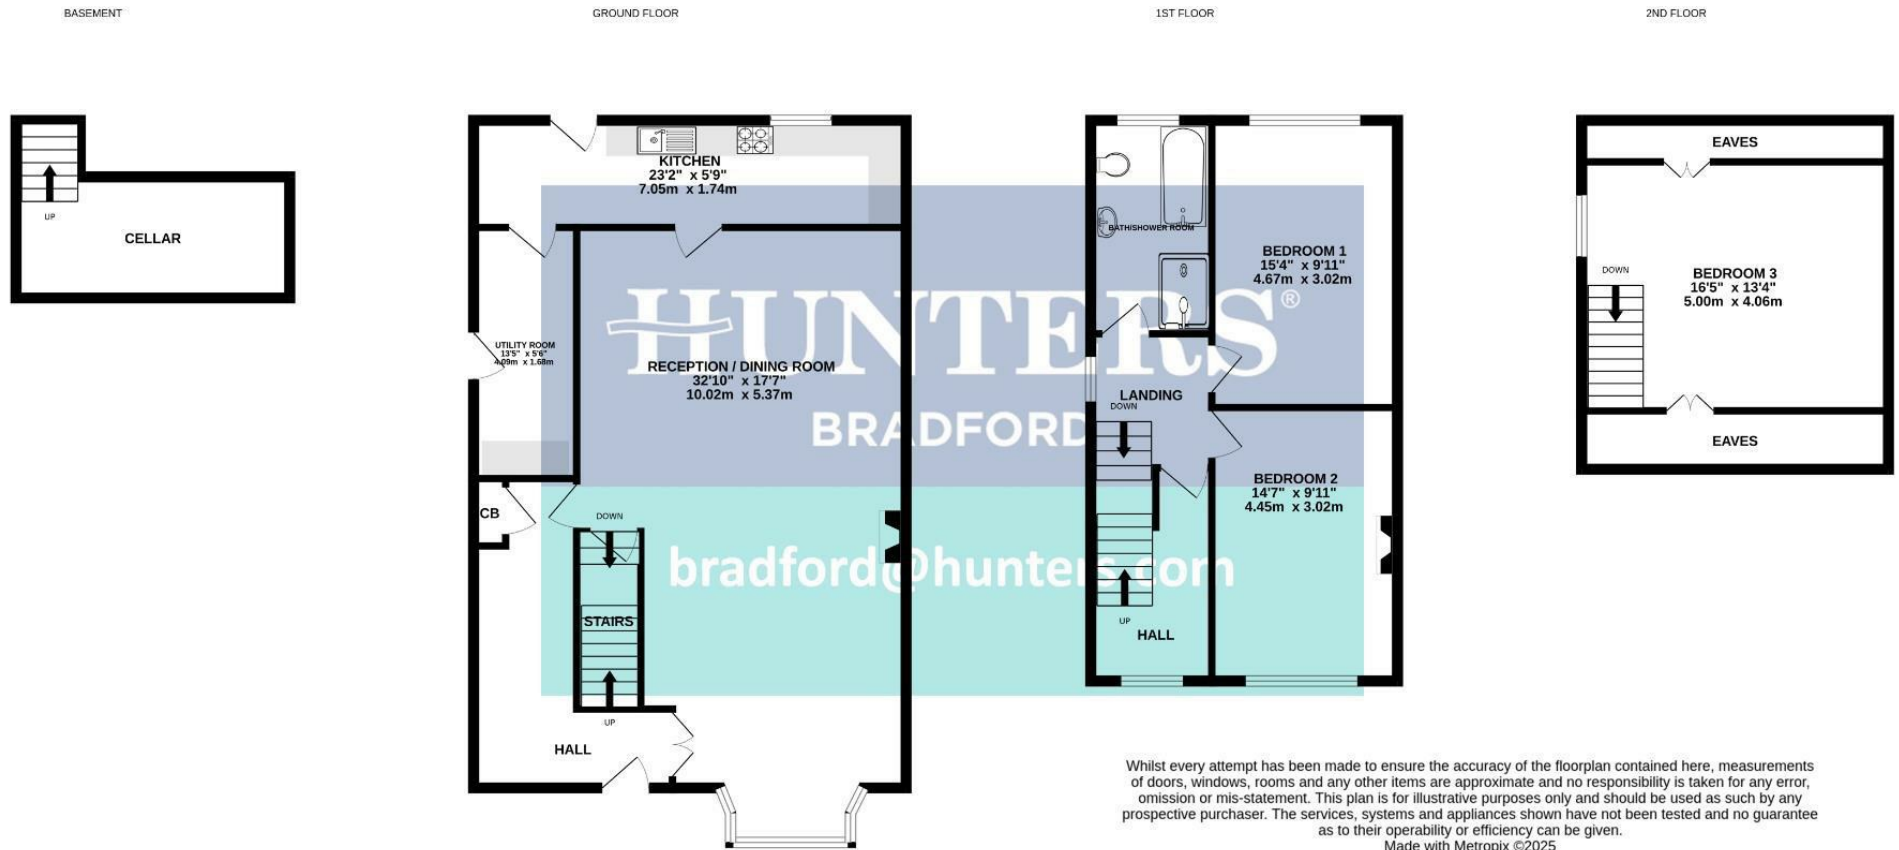 BASEMENT
GROUND FLOOR
1ST FLOOR
2ND FLOOR
UP
CELLAR
KITCHEN
23'2" x 5'9"
7.05m x 1.74m
UTILITY ROOM
13'5" x 5'6"
4.09m x 1.68m
RECEPTION / DINING ROOM
32'10" x 17'7"
10.02m x 5.37m
CB
DOWN
STAIRS
UP
HALL
BATH/SHOWER ROOM
BEDROOM 1
15'4" x 9'11"
4.67m x 3.02m
LANDING
DOWN
BEDROOM 2
14'7" x 9'11"
4.45m x 3.02m
UP
HALL
EAVES
DOWN
BEDROOM 3
16'5" x 13'4"
5.00m x 4.06m
EAVES
HUNTERS®
BRADFORD
bradford@hunters.com
Whilst every attempt has been made to ensure the accuracy of the floorplan contained here, measurements
of doors, windows, rooms and any other items are approximate and no responsibility is taken for any error,
omission or mis-statement. This plan is for illustrative purposes only and should be used as such by any
prospective purchaser. The services, systems and appliances shown have not been tested and no guarantee
as to their operability or efficiency can be given.
Made with Metropix ©2025